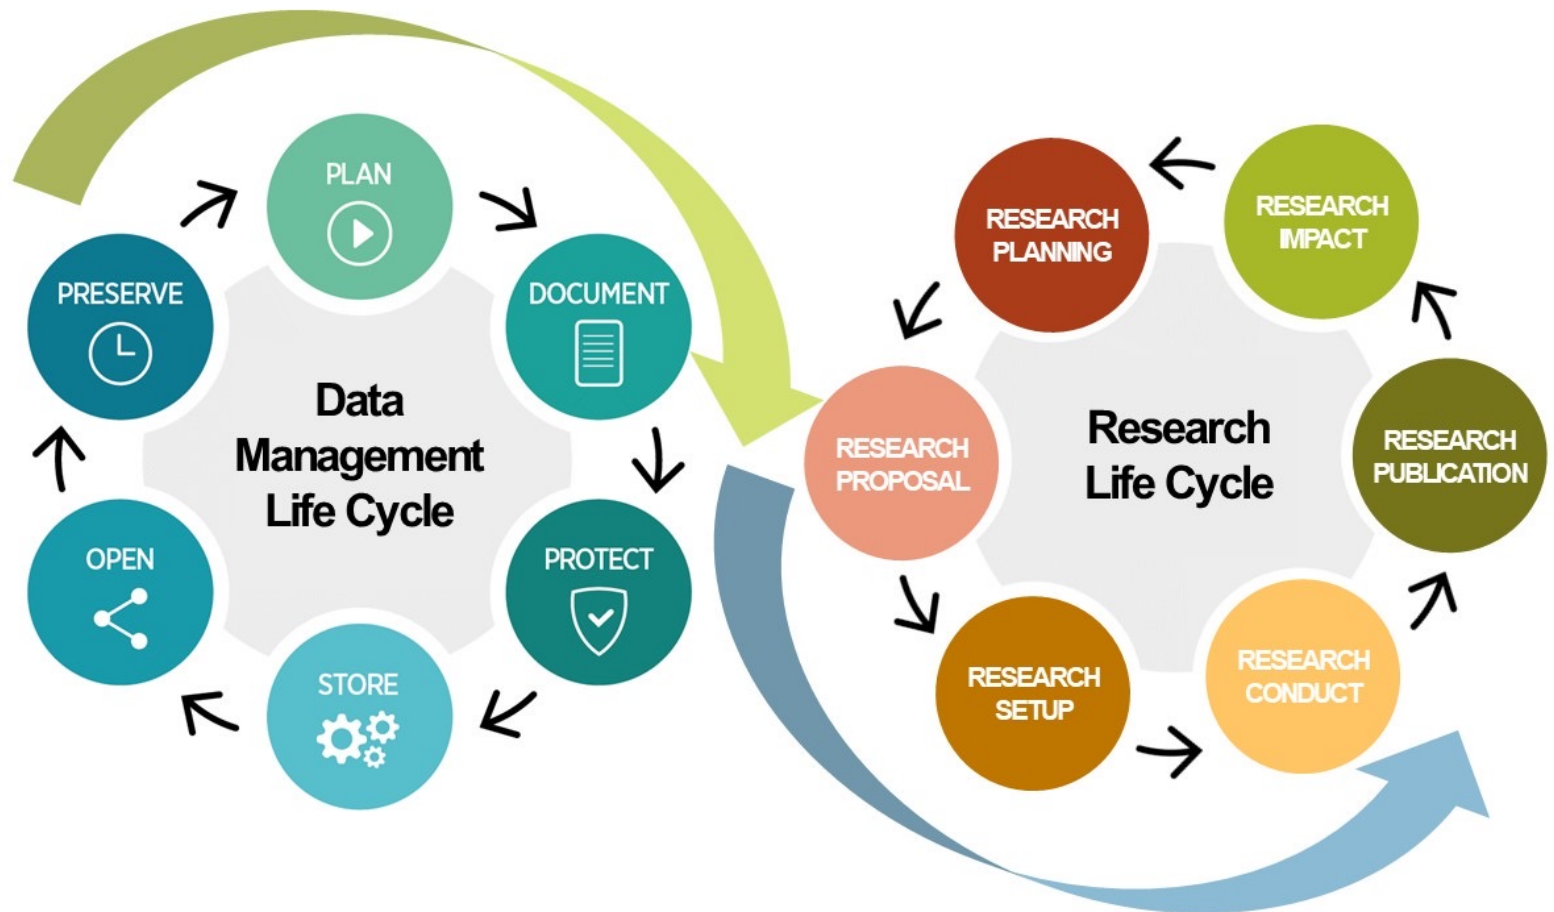 PLAN
DOCUMENT
PROTECT
STORE
OPEN
PRESERVE
Data
Management
Life Cycle
RESEARCH
PLANNING
RESEARCH
PROPOSAL
RESEARCH
SETUP
RESEARCH
CONDUCT
RESEARCH
PUBLICATION
RESEARCH
IMPACT
Research
Life Cycle